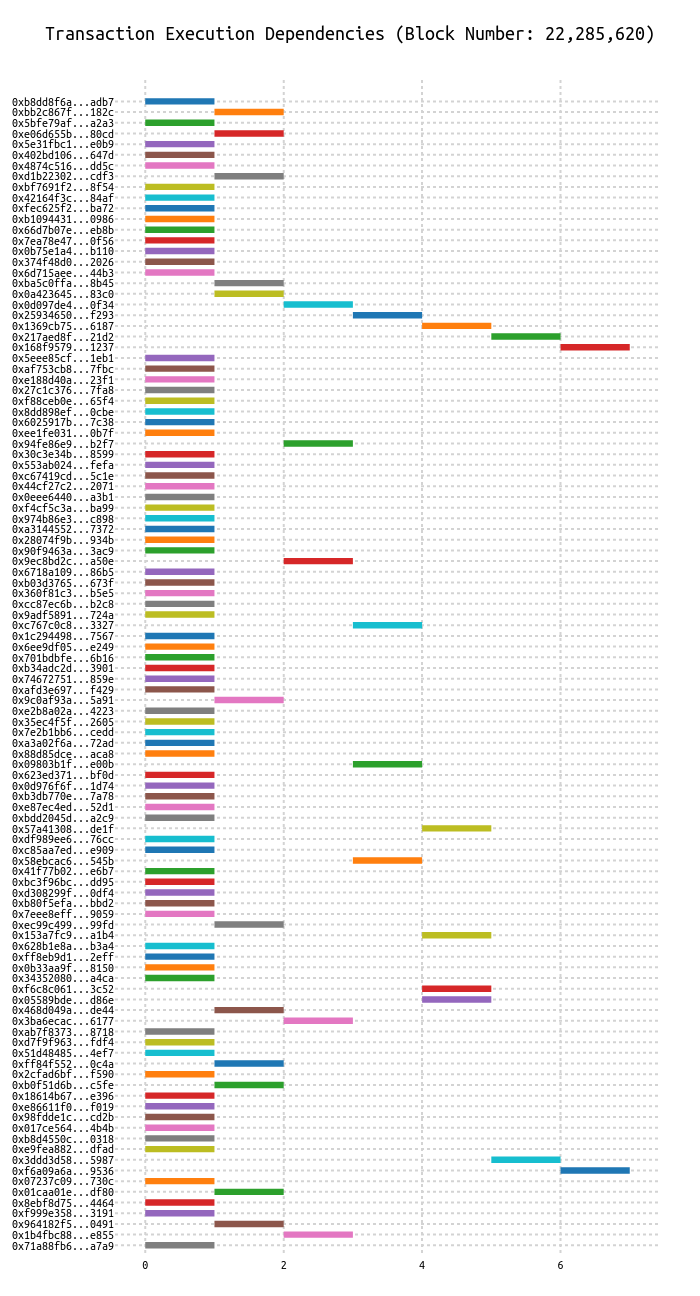 Transaction Execution Dependencies (Block Number: 22,285,620)
0xb8dd8f6a...adb7
0xbb2c867f...182c
0x5bfe79af...a2a3
0xe06d655b...80cd
0x5e31fbc1...e0b9
0x402bd106...647d
0x4874c516...dd5c
0xd1b22302...cdf3
0xbf7691f2...8f54
0x42164f3c...84af
0xfec625f2...ba72
0xb1094431...0986
0x66d7b07e...eb8b
0x7ea78e47...0f56
0x0b75e1a4...b110
0x374f48d0...2026
0x6d715aee...44b3
0xba5c0ffa...8b45
0x0a423645...83c0
0x0d097de4...0f34
0x25934650...f293
0x1369cb75...6187
0x217aed8f...21d2
0x168f9579...1237
0x5eee85cf...1eb1
0xaf753cb8...7fbc
0xe188d40a...23f1
0x27c1c376...7fa8
0xf88ceb0e...65f4
0x8dd898ef...0cbe
0x6025917b...7c38
0xee1fe031...0b7f
0x94fe86e9...b2f7
0x30c3e34b...8599
0x553ab024...fefa
0xc67419cd...5c1e
0x44cf27c2...2071
0x0eee6440...a3b1
0xf4cf5c3a...ba99
0x974b86e3...c898
0xa3144552...7372
0x28074f9b...934b
0x90f9463a...3ac9
0x9ec8bd2c...a50e
0x6718a109...86b5
0xb03d3765...673f
0x360f81c3...b5e5
0xcc87ec6b...b2c8
0x9adf5891...724a
0xc767c0c8...3327
0x1c294498...7567
0x6ee9df05...e249
0x701bdbfe...6b16
0xb34adc2d...3901
0x74672751...859e
0xafd3e697...f429
0x9c0af93a...5a91
0xe2b8a02a...4223
0x35ec4f5f...2605
0x7e2b1bb6...cedd
0xa3a02f6a...72ad
0x88d85dce...aca8
0x09803b1f...e00b
0x623ed371...bf0d
0x0d976f6f...1d74
0xb3db770e...7a78
0xe87ec4ed...52d1
0xbdd2045d...a2c9
0x57a41308...de1f
0xdf989ee6...76cc
0xc85aa7ed...e909
0x58ebcac6...545b
0x41f77b02...e6b7
0xbc3f96bc...dd95
0xd308299f...0df4
0xb80f5efa...bbd2
0x7eee8eff...9059
0xec99c499...99fd
0x153a7fc9...a1b4
0x628b1e8a...b3a4
0xff8eb9d1...2eff
0x0b33aa9f...8150
0x34352080...a4ca
0xf6c8c061...3c52
0x05589bde...d86e
0x468d049a...de44
0x3ba6ecac...6177
0xab7f8373...8718
0xd7f9f963...fdf4
0x51d48485...4ef7
0xff84f552...0c4a
0x2cfad6bf...f590
0xb0f51d6b...c5fe
0x18614b67...e396
0xe86611f0...f019
0x98fdde1c...cd2b
0x017ce564...4b4b
0xb8d4550c...0318
0xe9fea882...dfad
0x3ddd3d58...5987
0xf6a09a6a...9536
0x07237c09...730c
0x01caa01e...df80
0x8ebf8d75...4464
0xf999e358...3191
0x964182f5...0491
0x1b4fbc88...e855
0x71a88fb6...a7a9
0 2 4 6